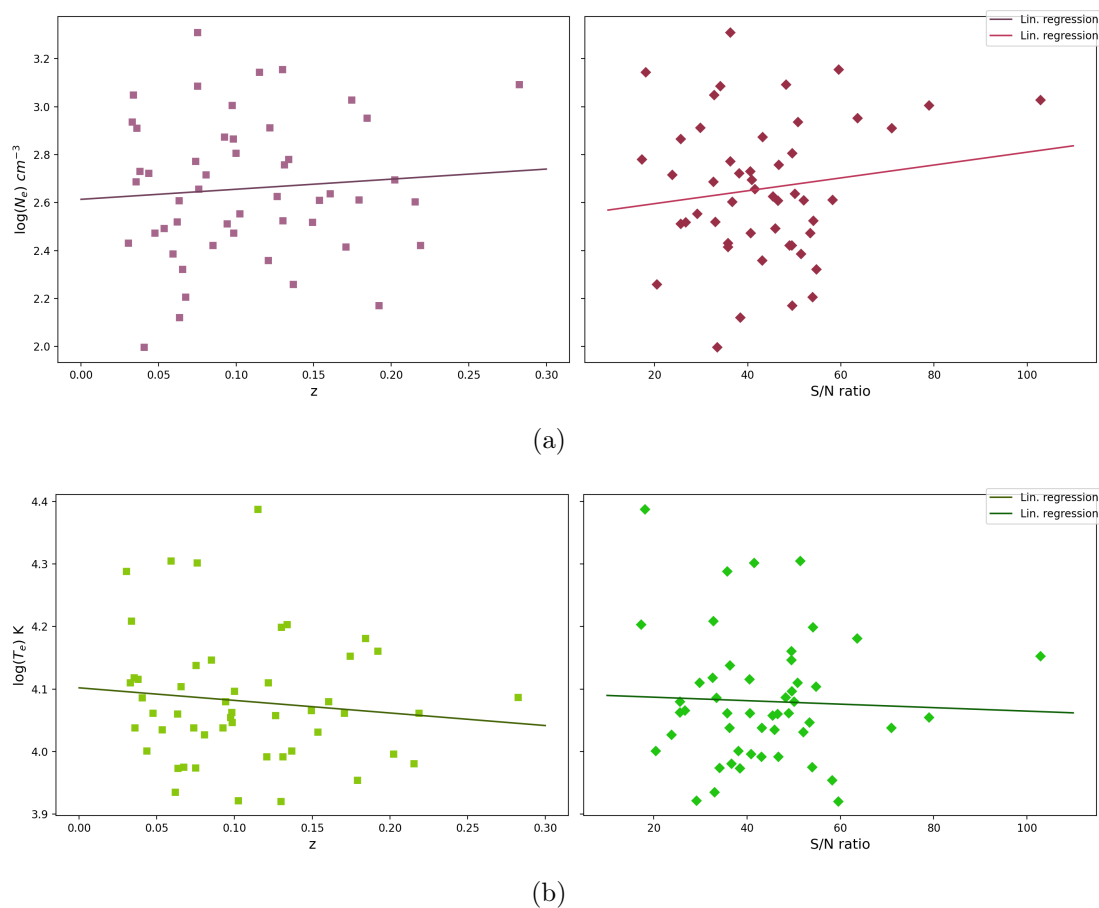 Lin. regression
Lin. regression
3.2
3.0
2.8
2.6
2.4
2.2
2.0
log(Nₑ) cm⁻³
0.00 0.05 0.10 0.15 0.20 0.25 0.30
z
20 40 60 80 100
S/N ratio
(a)
Lin. regression
Lin. regression
4.4
4.3
4.2
4.1
4.0
3.9
log(Tₑ) K
0.00 0.05 0.10 0.15 0.20 0.25 0.30
z
20 40 60 80 100
S/N ratio
(b)